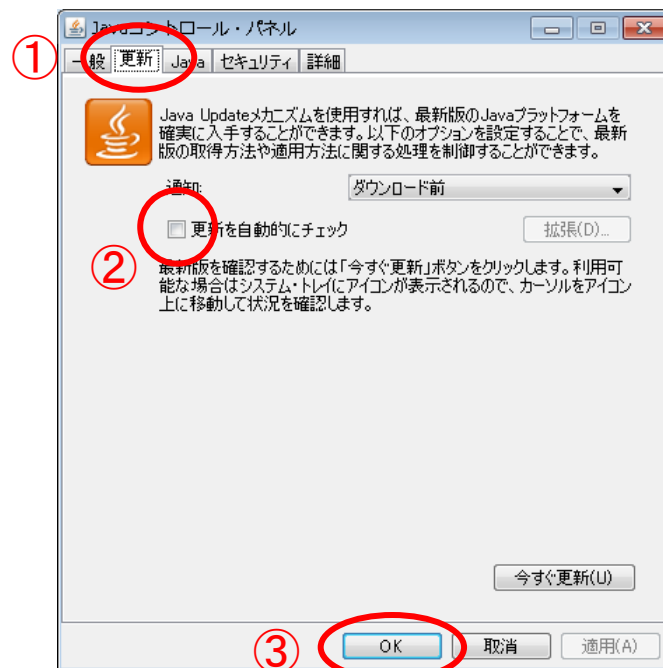 Javaコントロール・パネル
①
一般 更新 Java セキュリティ 詳細
Java Updateメカニズムを使用すれば、最新版のJavaプラットフォームを
確実に入手することができます。以下のオプションを設定することで、最新
版の取得方法や適用方法に関する処理を制御することができます。
通知: ダウンロード前
更新を自動的にチェック 拡張(D)...
②
最新版を確認するためには「今すぐ更新」ボタンをクリックします。利用可
能な場合はシステム・トレイにアイコンが表示されるので、カーソルをアイコン
上に移動して状況を確認します。
今すぐ更新(U)
③ OK 取消 適用(A)